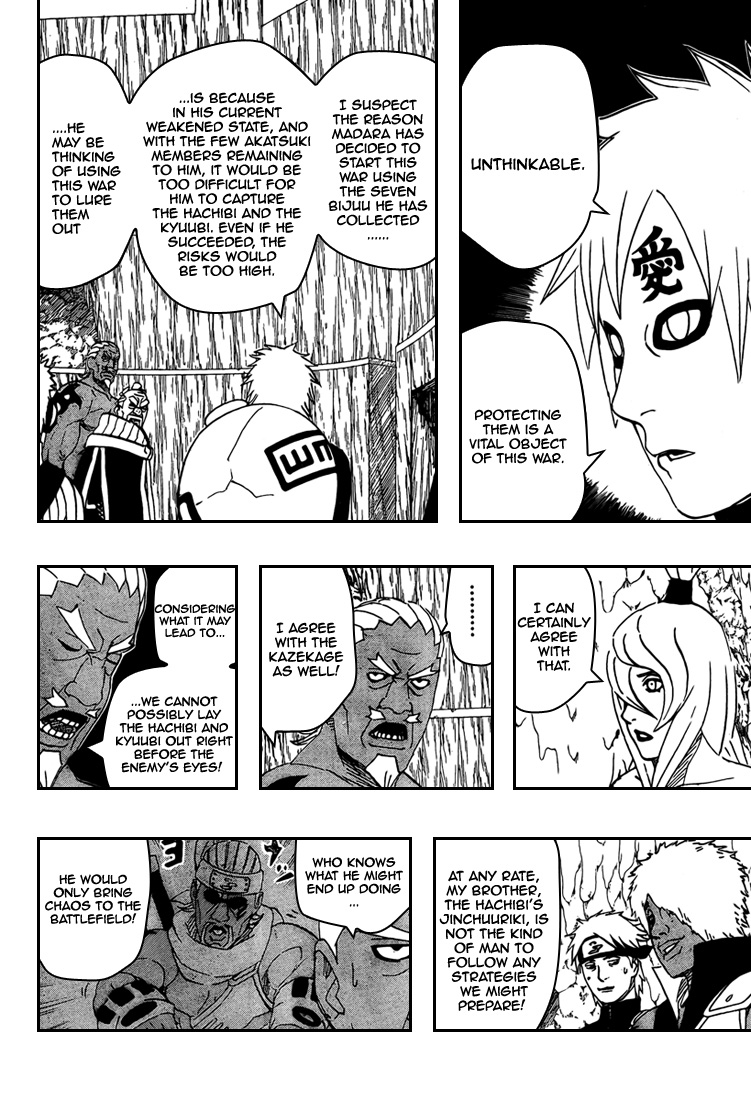 UNTHINKABLE.
愛
PROTECTING
THEM IS A
VITAL OBJECT
OF THIS WAR.
I SUSPECT
THE REASON
MADARA HAS
DECIDED TO
START THIS
WAR USING
THE SEVEN
BIJUU HE HAS
COLLECTED
......
...IS BECAUSE
IN HIS CURRENT
WEAKENED STATE, AND
WITH THE FEW AKATSUKI
MEMBERS REMAINING
TO HIM, IT WOULD BE
TOO DIFFICULT FOR
HIM TO CAPTURE
THE HACHIBI AND THE
KYUUBI. EVEN IF HE
SUCCEEDED, THE
RISKS WOULD
BE TOO HIGH.
....HE
MAY BE
THINKING
OF USING
THIS WAR
TO LURE
THEM
OUT
I CAN
CERTAINLY
AGREE
WITH
THAT.
.........
I AGREE
WITH THE
KAZEKAGE
AS WELL!
CONSIDERING
WHAT IT MAY
LEAD TO...
...WE CANNOT
POSSIBLY LAY
THE HACHIBI AND
KYUUBI OUT RIGHT
BEFORE THE
ENEMY'S EYES!
AT ANY RATE,
MY BROTHER,
THE HACHIBI'S
JINCHUURIKI, IS
NOT THE KIND
OF MAN TO
FOLLOW ANY
STRATEGIES
WE MIGHT
PREPARE!
WHO KNOWS
WHAT HE MIGHT
END UP DOING
...
HE WOULD
ONLY BRING
CHAOS TO THE
BATTLEFIELD!